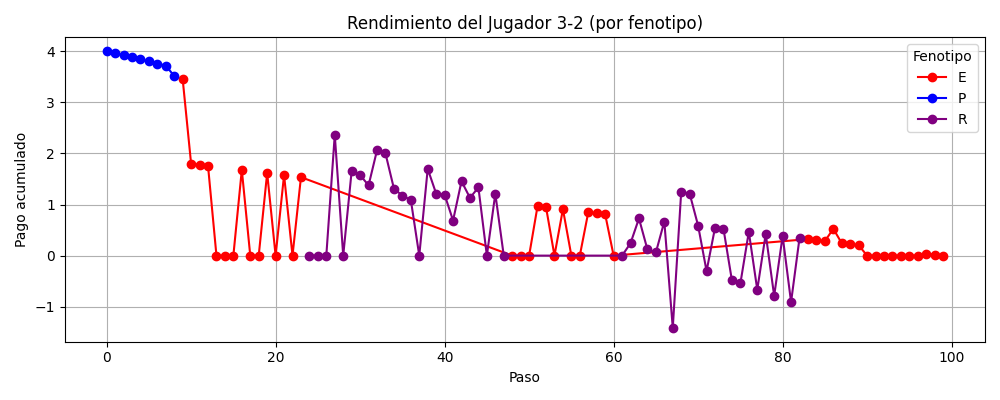 Rendimiento del Jugador 3-2 (por fenotipo)
Pago acumulado
4
3
2
1
0
−1
Fenotipo
E
P
R
0 20 40 60 80 100
Paso